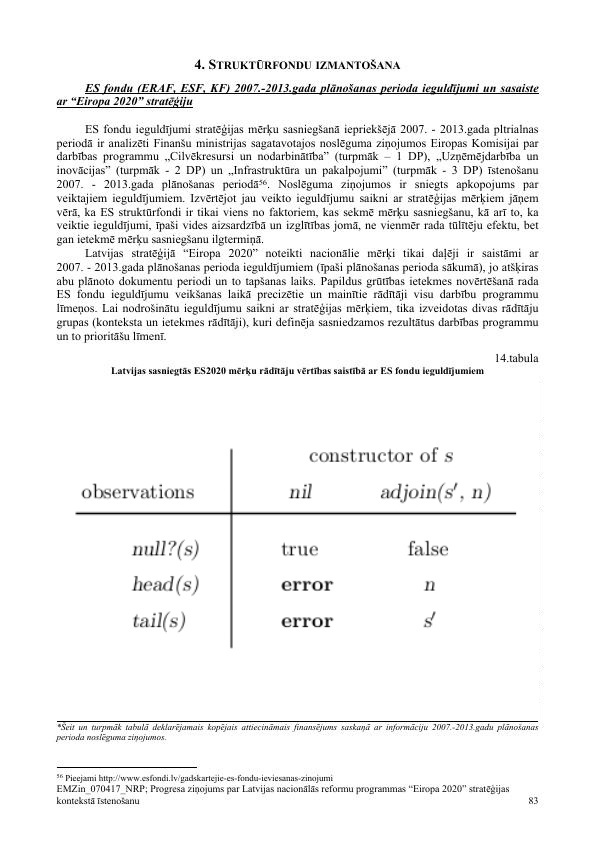 4. STRUKTŪRFONDU IZMANTOŠANA
ES fondu (ERAF, ESF, KF) 2007.-2013.gada plānošanas perioda ieguldījumi un sasaiste
ar “Eiropa 2020” stratēģiju
ES fondu ieguldījumi stratēģijas mērķu sasniegšanā iepriekšējā 2007. - 2013.gada pltrialnas
periodā ir analizēti Finanšu ministrijas sagatavotajos noslēguma ziņojumos Eiropas Komisijai par
darbības programmu „Cilvēkresursi un nodarbinātība” (turpmāk – 1 DP), „Uzņēmējdarbība un
inovācijas” (turpmāk - 2 DP) un „Infrastruktūra un pakalpojumi” (turpmāk - 3 DP) īstenošanu
2007. - 2013.gada plānošanas periodā56. Noslēguma ziņojumos ir sniegts apkopojums par
veiktajiem ieguldījumiem. Izvērtējot jau veikto ieguldījumu saikni ar stratēģijas mērķiem jāņem
vērā, ka ES struktūrfondi ir tikai viens no faktoriem, kas sekmē mērķu sasniegšanu, kā arī to, ka
veiktie ieguldījumi, īpaši vides aizsardzībā un izglītības jomā, ne vienmēr rada tūlītēju efektu, bet
gan ietekmē mērķu sasniegšanu ilgtermiņā.
Latvijas stratēģijā “Eiropa 2020” noteikti nacionālie mērķi tikai daļēji ir saistāmi ar
2007. - 2013.gada plānošanas perioda ieguldījumiem (īpaši plānošanas perioda sākumā), jo atšķiras
abu plānoto dokumentu periodi un to tapšanas laiks. Papildus grūtības ietekmes novērtēšanā rada
ES fondu ieguldījumu veikšanas laikā precizētie un mainītie rādītāji visu darbību programmu
līmeņos. Lai nodrošinātu ieguldījumu saikni ar stratēģijas mērķiem, tika izveidotas divas rādītāju
grupas (konteksta un ietekmes rādītāji), kuri definēja sasniedzamos rezultātus darbības programmu
un to prioritāšu līmenī.
14.tabula
Latvijas sasniegtās ES2020 mērķu rādītāju vērtības saistībā ar ES fondu ieguldījumiem
constructor of s
observations nil adjoin(s′, n)
null?(s) true false
head(s) error n
tail(s) error s′
*Šeit un turpmāk tabulā deklarējamais kopējais attiecināmais finansējums saskaņā ar informāciju 2007.-2013.gadu plānošanas
perioda noslēguma ziņojumos.
56 Pieejami http://www.esfondi.lv/gadskartejie-es-fondu-ieviesanas-zinojumi
EMZin_070417_NRP; Progresa ziņojums par Latvijas nacionālās reformu programmas “Eiropa 2020” stratēģijas
kontekstā īstenošanu 83